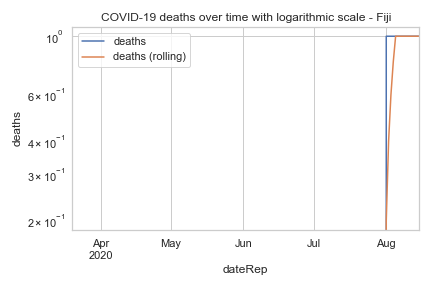 COVID-19 deaths over time with logarithmic scale - Fiji
10⁰
deaths
deaths (rolling)
6 × 10⁻¹
4 × 10⁻¹
3 × 10⁻¹
2 × 10⁻¹
deaths
Apr
2020
May
Jun
Jul
Aug
dateRep